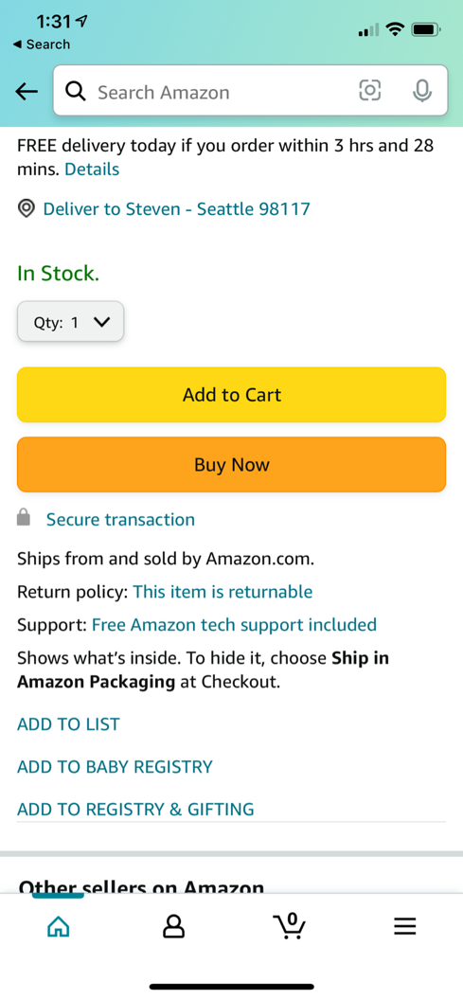 1:31
◀ Search
Search Amazon
FREE delivery today if you order within 3 hrs and 28
mins. Details
Deliver to Steven - Seattle 98117
In Stock.
Qty: 1
Add to Cart
Buy Now
Secure transaction
Ships from and sold by Amazon.com.
Return policy: This item is returnable
Support: Free Amazon tech support included
Shows what's inside. To hide it, choose Ship in
Amazon Packaging at Checkout.
ADD TO LIST
ADD TO BABY REGISTRY
ADD TO REGISTRY & GIFTING
Other sellers on Amazon
0